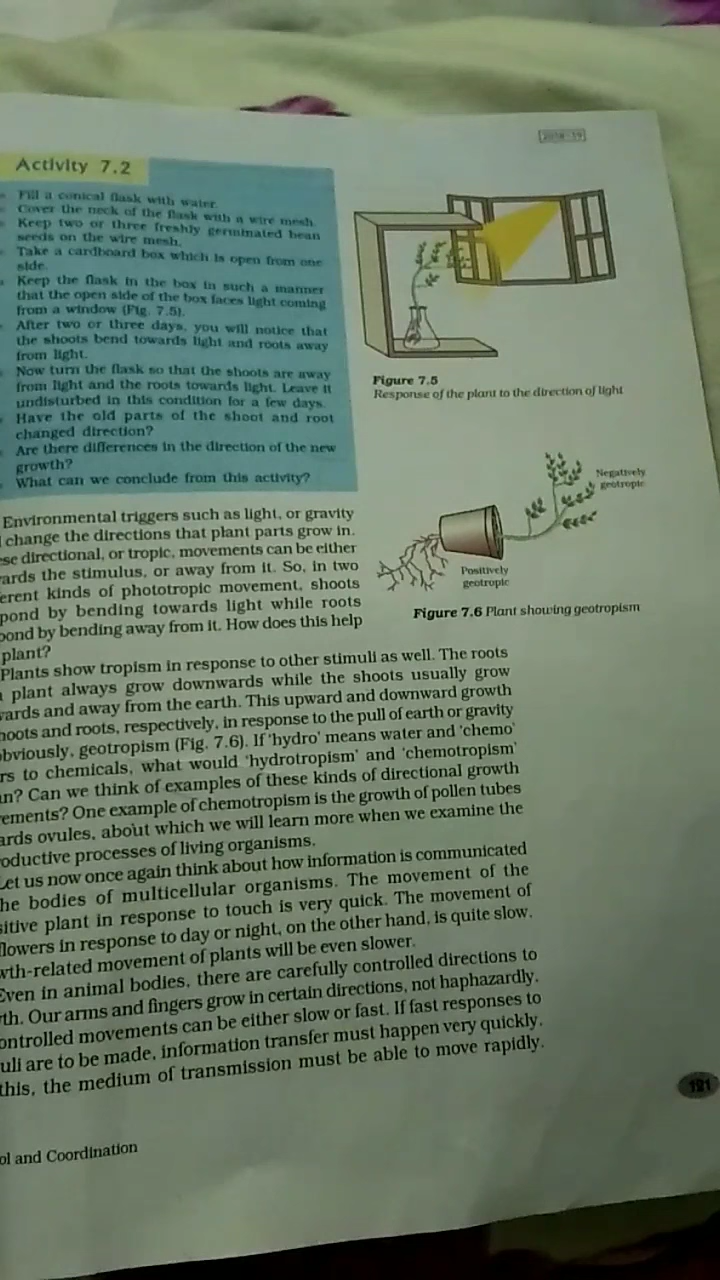 2018-19
Activity 7.2
Fill a conical flask with water.
Cover the neck of the flask with a wire mesh.
Keep two or three freshly germinated bean
seeds on the wire mesh.
Take a cardboard box which is open from one
side.
Keep the flask in the box in such a manner
that the open side of the box faces light coming
from a window (Fig. 7.5).
After two or three days, you will notice that
the shoots bend towards light and roots away
from light.
Now turn the flask so that the shoots are away
from light and the roots towards light. Leave it
undisturbed in this condition for a few days.
Have the old parts of the shoot and root
changed direction?
Are there differences in the direction of the new
growth?
What can we conclude from this activity?
Figure 7.5
Response of the plant to the direction of light
Negatively
geotropic
Positively
geotropic
Figure 7.6 Plant showing geotropism
Environmental triggers such as light, or gravity
change the directions that plant parts grow in.
se directional, or tropic, movements can be either
ards the stimulus, or away from it. So, in two
erent kinds of phototropic movement, shoots
pond by bending towards light while roots
pond by bending away from it. How does this help
plant?
Plants show tropism in response to other stimuli as well. The roots
plant always grow downwards while the shoots usually grow
ards and away from the earth. This upward and downward growth
hoots and roots, respectively, in response to the pull of earth or gravity
obviously, geotropism (Fig. 7.6). If 'hydro' means water and 'chemo'
rs to chemicals, what would 'hydrotropism' and 'chemotropism'
n? Can we think of examples of these kinds of directional growth
ements? One example of chemotropism is the growth of pollen tubes
ards ovules, about which we will learn more when we examine the
oductive processes of living organisms.
Let us now once again think about how information is communicated
he bodies of multicellular organisms. The movement of the
sitive plant in response to touch is very quick. The movement of
flowers in response to day or night, on the other hand, is quite slow.
wth-related movement of plants will be even slower.
Even in animal bodies, there are carefully controlled directions to
th. Our arms and fingers grow in certain directions, not haphazardly.
ontrolled movements can be either slow or fast. If fast responses to
uli are to be made, information transfer must happen very quickly.
this, the medium of transmission must be able to move rapidly.
121
ol and Coordination